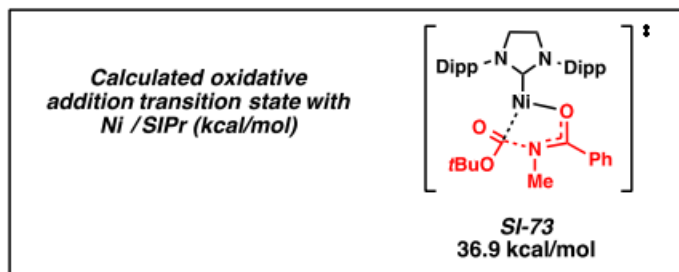 Calculated oxidative
addition transition state with
Ni / SIPr (kcal/mol)
‡
Dipp N N Dipp
Ni O
O
tBuO N Ph
Me
SI-73
36.9 kcal/mol